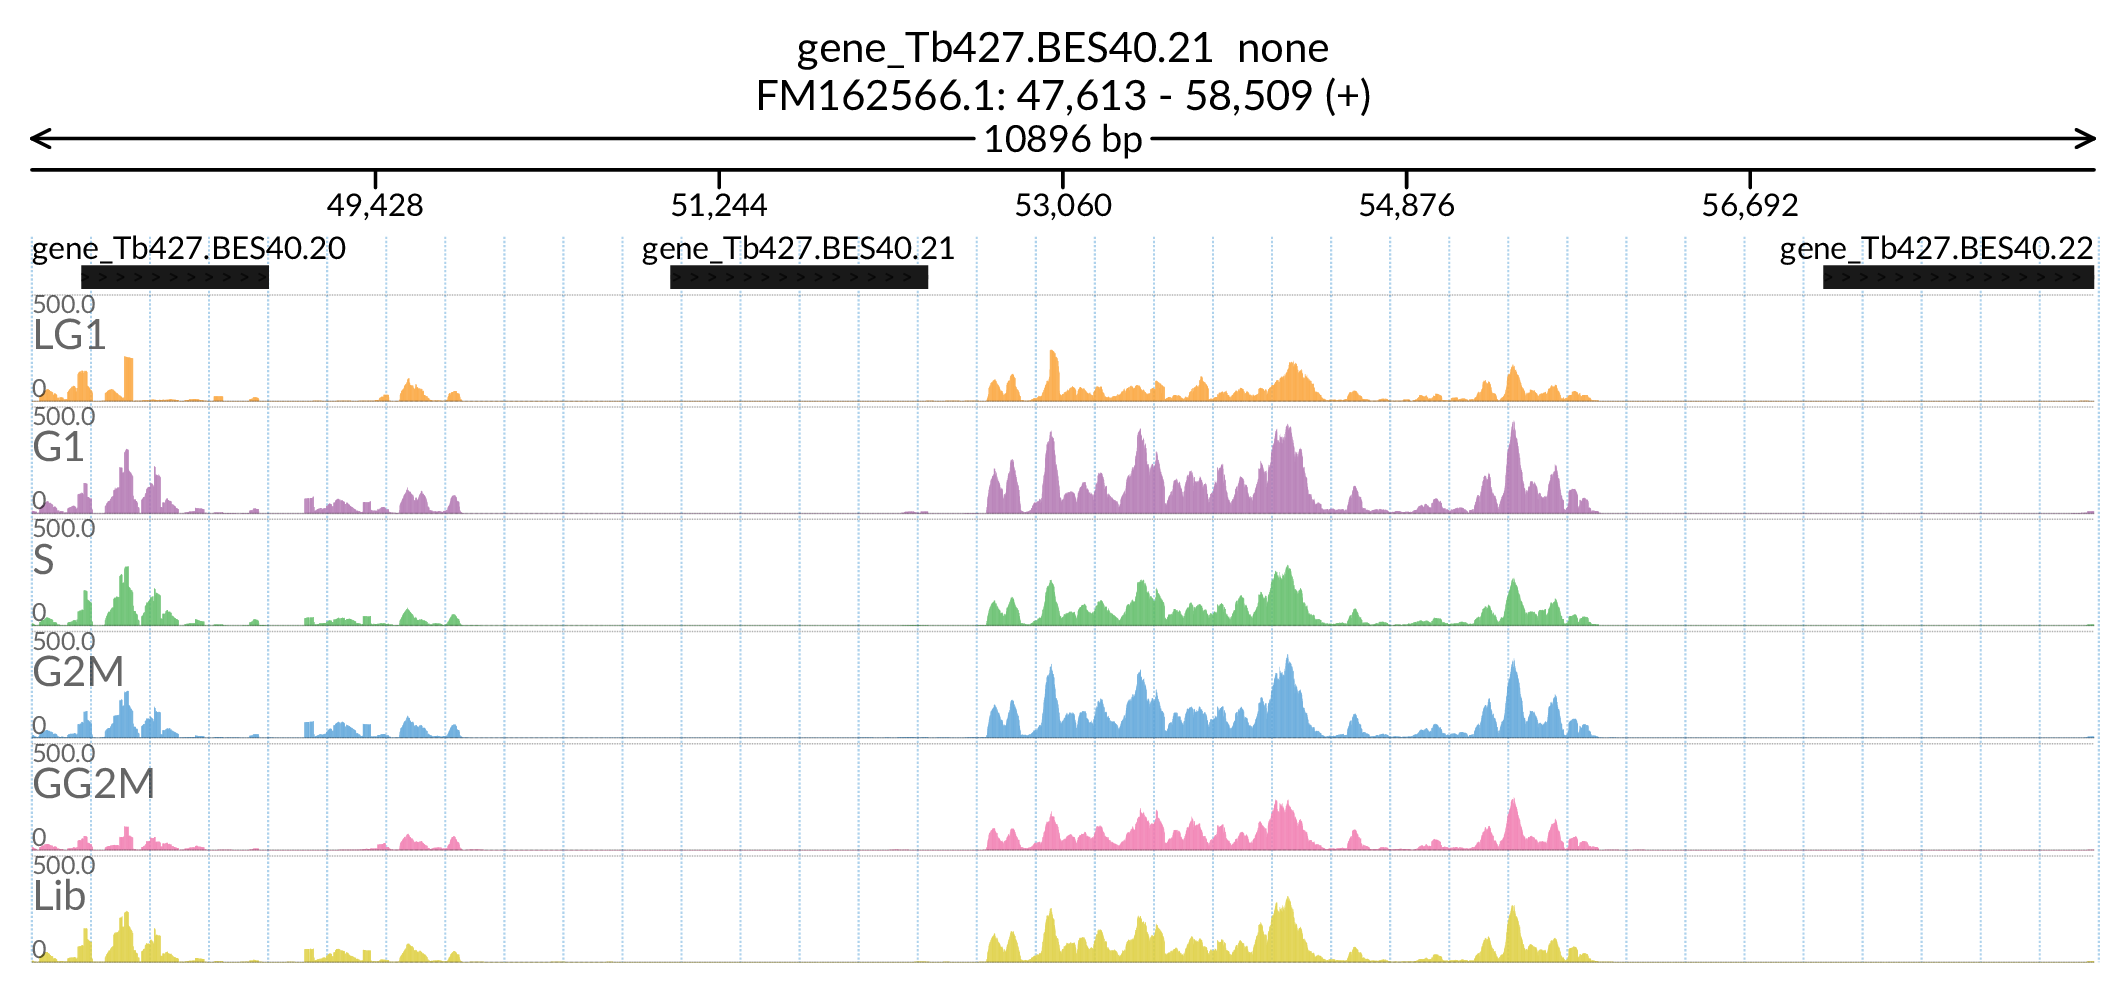 gene_Tb427.BES40.21 none
FM162566.1: 47,613 - 58,509 (+)
10896 bp
49,428 51,244 53,060 54,876 56,692
gene_Tb427.BES40.20 gene_Tb427.BES40.21 gene_Tb427.BES40.22
500.0
LG1
0
500.0
G1
0
500.0
S
0
500.0
G2M
0
500.0
GG2M
0
500.0
Lib
0